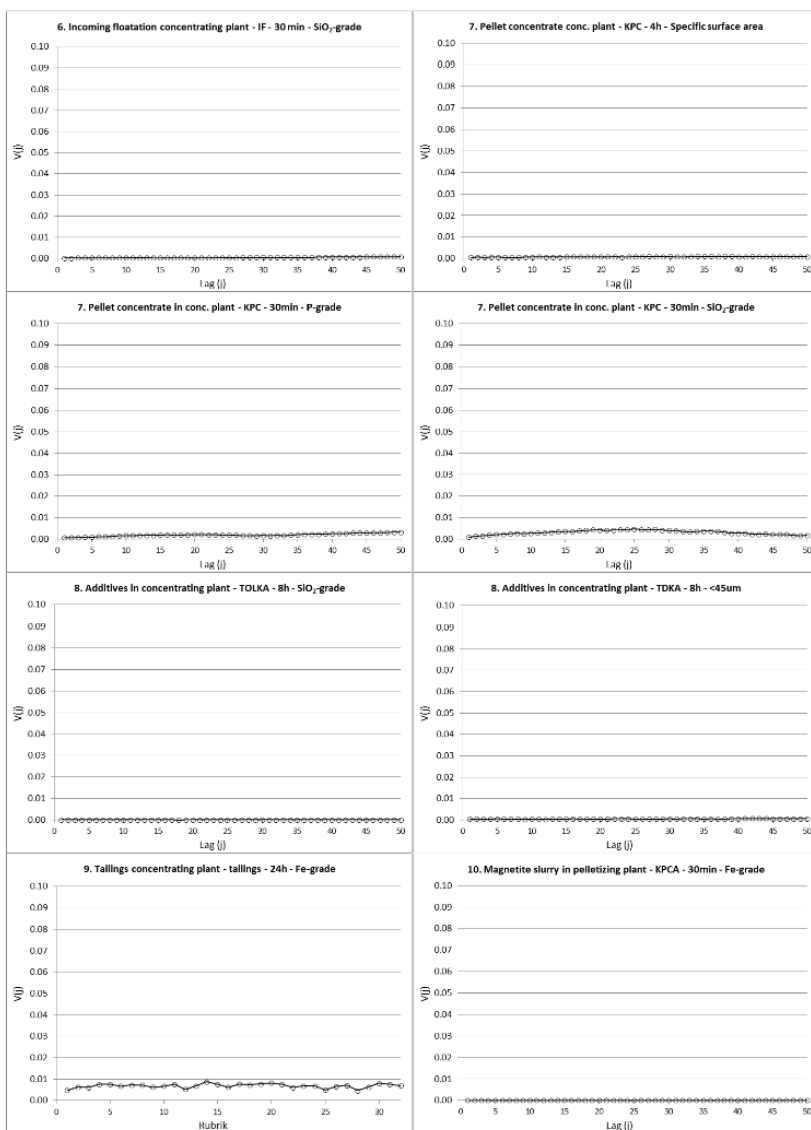 6. Incoming floatation concentrating plant - IF - 30 min - SiO₂-grade
0.10
0.09
0.08
0.07
0.06
0.05
0.04
0.03
0.02
0.01
0.00
V(j)
0 5 10 15 20 25 30 35 40 45 50
Lag (j)
7. Pellet concentrate conc. plant - KPC - 4h - Specific surface area
0.10
0.09
0.08
0.07
0.06
0.05
0.04
0.03
0.02
0.01
0.00
V(j)
0 5 10 15 20 25 30 35 40 45 50
Lag (j)
7. Pellet concentrate in conc. plant - KPC - 30min - P-grade
0.10
0.09
0.08
0.07
0.06
0.05
0.04
0.03
0.02
0.01
0.00
V(j)
0 5 10 15 20 25 30 35 40 45 50
Lag (j)
7. Pellet concentrate in conc. plant - KPC - 30min - SiO₂-grade
0.10
0.09
0.08
0.07
0.06
0.05
0.04
0.03
0.02
0.01
0.00
V(j)
0 5 10 15 20 25 30 35 40 45 50
Lag (j)
8. Additives in concentrating plant - TOLKA - 8h - SiO₂-grade
0.10
0.09
0.08
0.07
0.06
0.05
0.04
0.03
0.02
0.01
0.00
V(j)
0 5 10 15 20 25 30 35 40 45 50
Lag (j)
8. Additives in concentrating plant - TDKA - 8h - <45um
0.10
0.09
0.08
0.07
0.06
0.05
0.04
0.03
0.02
0.01
0.00
V(j)
0 5 10 15 20 25 30 35 40 45 50
Lag (j)
9. Tailings concentrating plant - tailings - 24h - Fe-grade
0.10
0.09
0.08
0.07
0.06
0.05
0.04
0.03
0.02
0.01
0.00
V(j)
0 5 10 15 20 25 30
Rubrik
10. Magnetite slurry in pelletizing plant - KPCA - 30min - Fe-grade
0.10
0.09
0.08
0.07
0.06
0.05
0.04
0.03
0.02
0.01
0.00
V(j)
0 5 10 15 20 25 30 35 40 45 50
Lag (j)